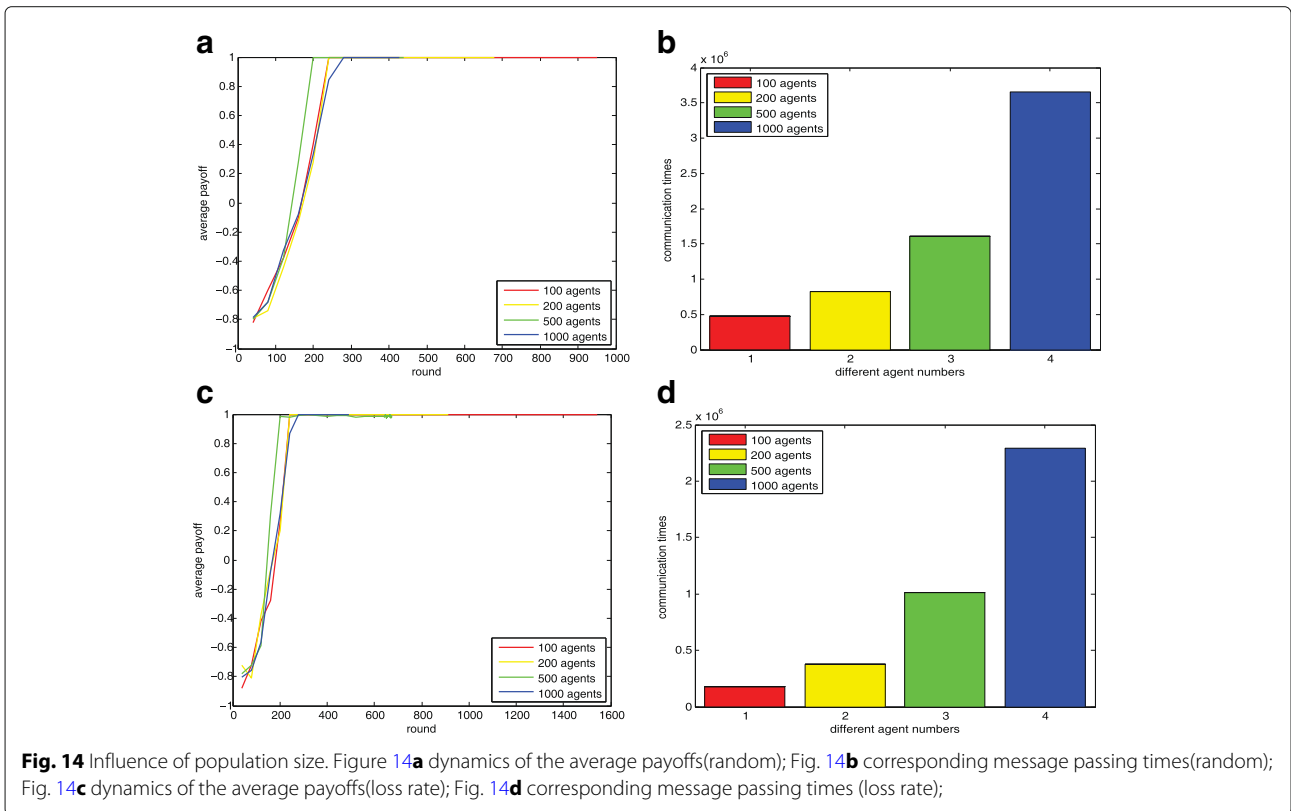 a
1
0.8
0.6
0.4
0.2
0
−0.2
−0.4
−0.6
−0.8
−1
average payoff
0 100 200 300 400 500 600 700 800 900 1000
round
100 agents
200 agents
500 agents
1000 agents
b
x 10^6
4
3.5
3
2.5
2
1.5
1
0.5
0
communication times
1 2 3 4
different agent numbers
100 agents
200 agents
500 agents
1000 agents
c
1
0.8
0.6
0.4
0.2
0
−0.2
−0.4
−0.6
−0.8
−1
average payoff
0 200 400 600 800 1000 1200 1400 1600
round
100 agents
200 agents
500 agents
1000 agents
d
x 10^6
2.5
2
1.5
1
0.5
0
communication times
1 2 3 4
different agent numbers
100 agents
200 agents
500 agents
1000 agents
Fig. 14 Influence of population size. Figure 14a dynamics of the average payoffs(random); Fig. 14b corresponding message passing times(random);
Fig. 14c dynamics of the average payoffs(loss rate); Fig. 14d corresponding message passing times (loss rate);